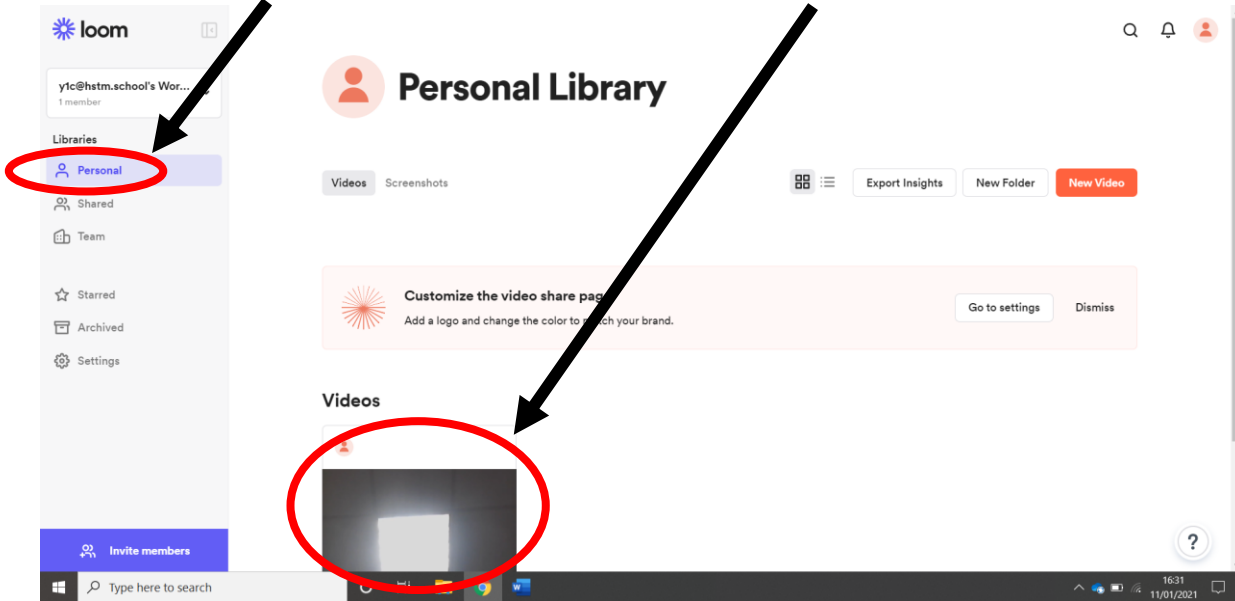 loom
y1c@hstm.school's Wor...
1 member
Libraries
Personal
Shared
Team
Starred
Archived
Settings
Invite members
Personal Library
Videos Screenshots
Export Insights New Folder New Video
Customize the video share pag
Add a logo and change the color to your brand.
Go to settings Dismiss
Videos
?
Type here to search
16:31
11/01/2021